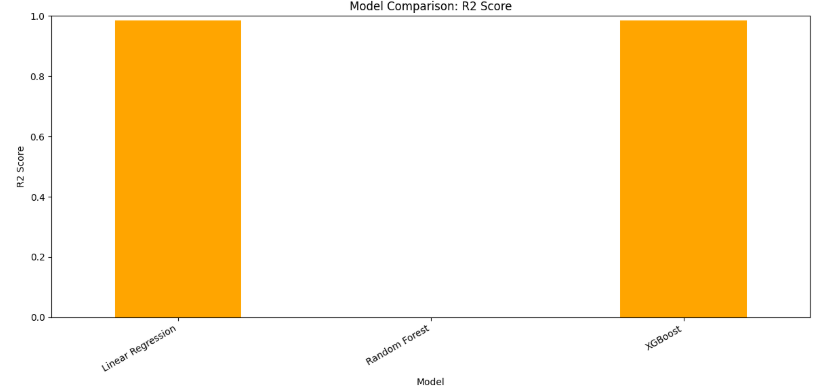 Model Comparison: R2 Score
1.0
0.8
0.6
0.4
0.2
0.0
R2 Score
Linear Regression
Random Forest
XGBoost
Model